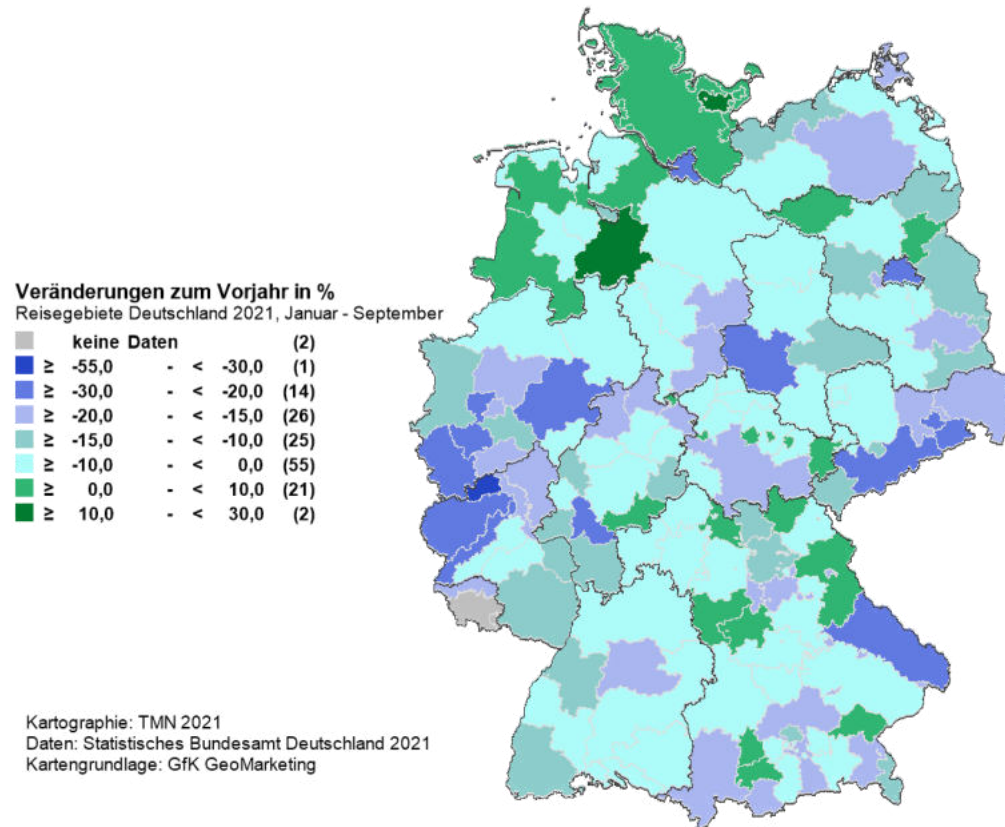 Veränderungen zum Vorjahr in %
Reisegebiete Deutschland 2021, Januar - September
keine Daten (2)
≥ -55,0 - < -30,0 (1)
≥ -30,0 - < -20,0 (14)
≥ -20,0 - < -15,0 (26)
≥ -15,0 - < -10,0 (25)
≥ -10,0 - < 0,0 (55)
≥ 0,0 - < 10,0 (21)
≥ 10,0 - < 30,0 (2)
Kartographie: TMN 2021
Daten: Statistisches Bundesamt Deutschland 2021
Kartengrundlage: GfK GeoMarketing